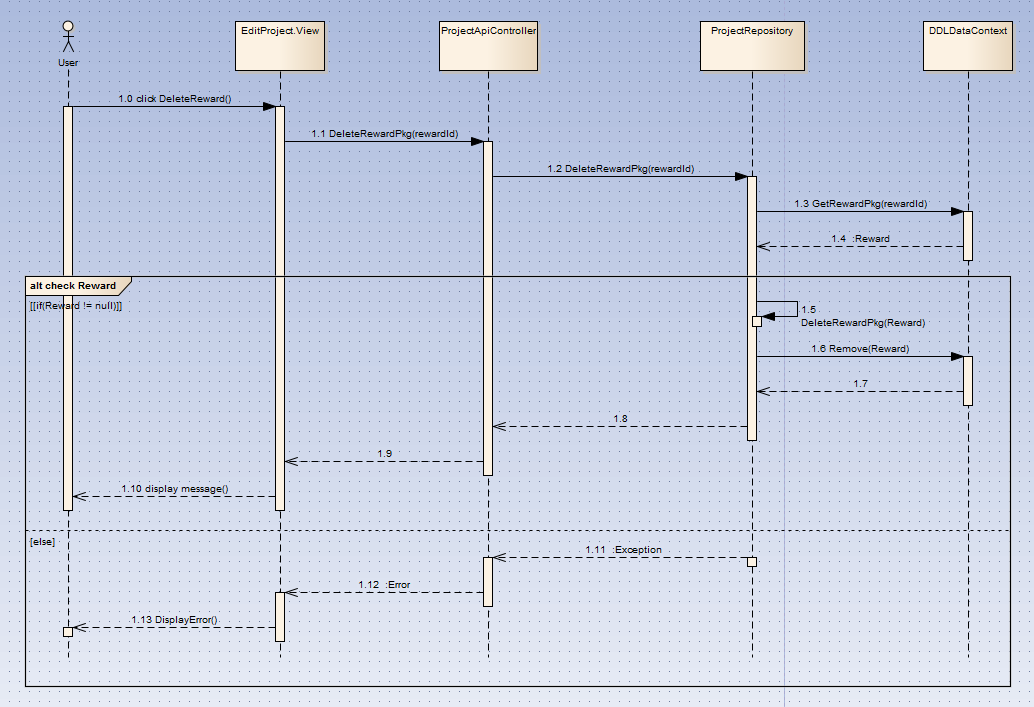 EditProject.View
ProjectApiController
ProjectRepository
DDLDataContext
User
1.0 click DeleteReward()
1.1 DeleteRewardPkg(rewardId)
1.2 DeleteRewardPkg(rewardId)
1.3 GetRewardPkg(rewardId)
1.4 :Reward
alt check Reward
[[if(Reward != null)]]
1.5
DeleteRewardPkg(Reward)
1.6 Remove(Reward)
1.7
1.8
1.9
1.10 display message()
[else]
1.11 :Exception
1.12 :Error
1.13 DisplayError()